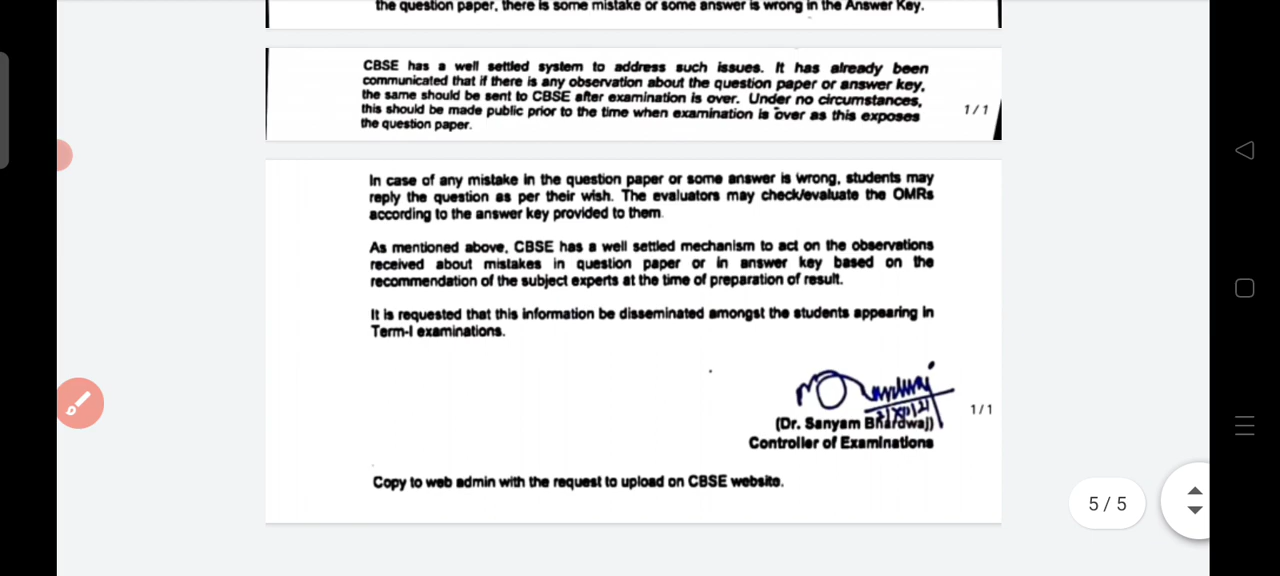 the question paper, there is some mistake or some answer is wrong in the Answer Key.
CBSE has a well settled system to address such issues. It has already been
communicated that if there is any observation about the question paper or answer key,
the same should be sent to CBSE after examination is over. Under no circumstances,
this should be made public prior to the time when examination is over as this exposes
the question paper.
1/1
In case of any mistake in the question paper or some answer is wrong, students may
reply the question as per their wish. The evaluators may check/evaluate the OMRs
according to the answer key provided to them.
As mentioned above, CBSE has a well settled mechanism to act on the observations
received about mistakes in question paper or in answer key based on the
recommendation of the subject experts at the time of preparation of result.
It is requested that this information be disseminated amongst the students appearing in
Term-I examinations.
1/1
(Dr. Sanyam Bhardwaj)
Controller of Examinations
Copy to web admin with the request to upload on CBSE website.
5/5